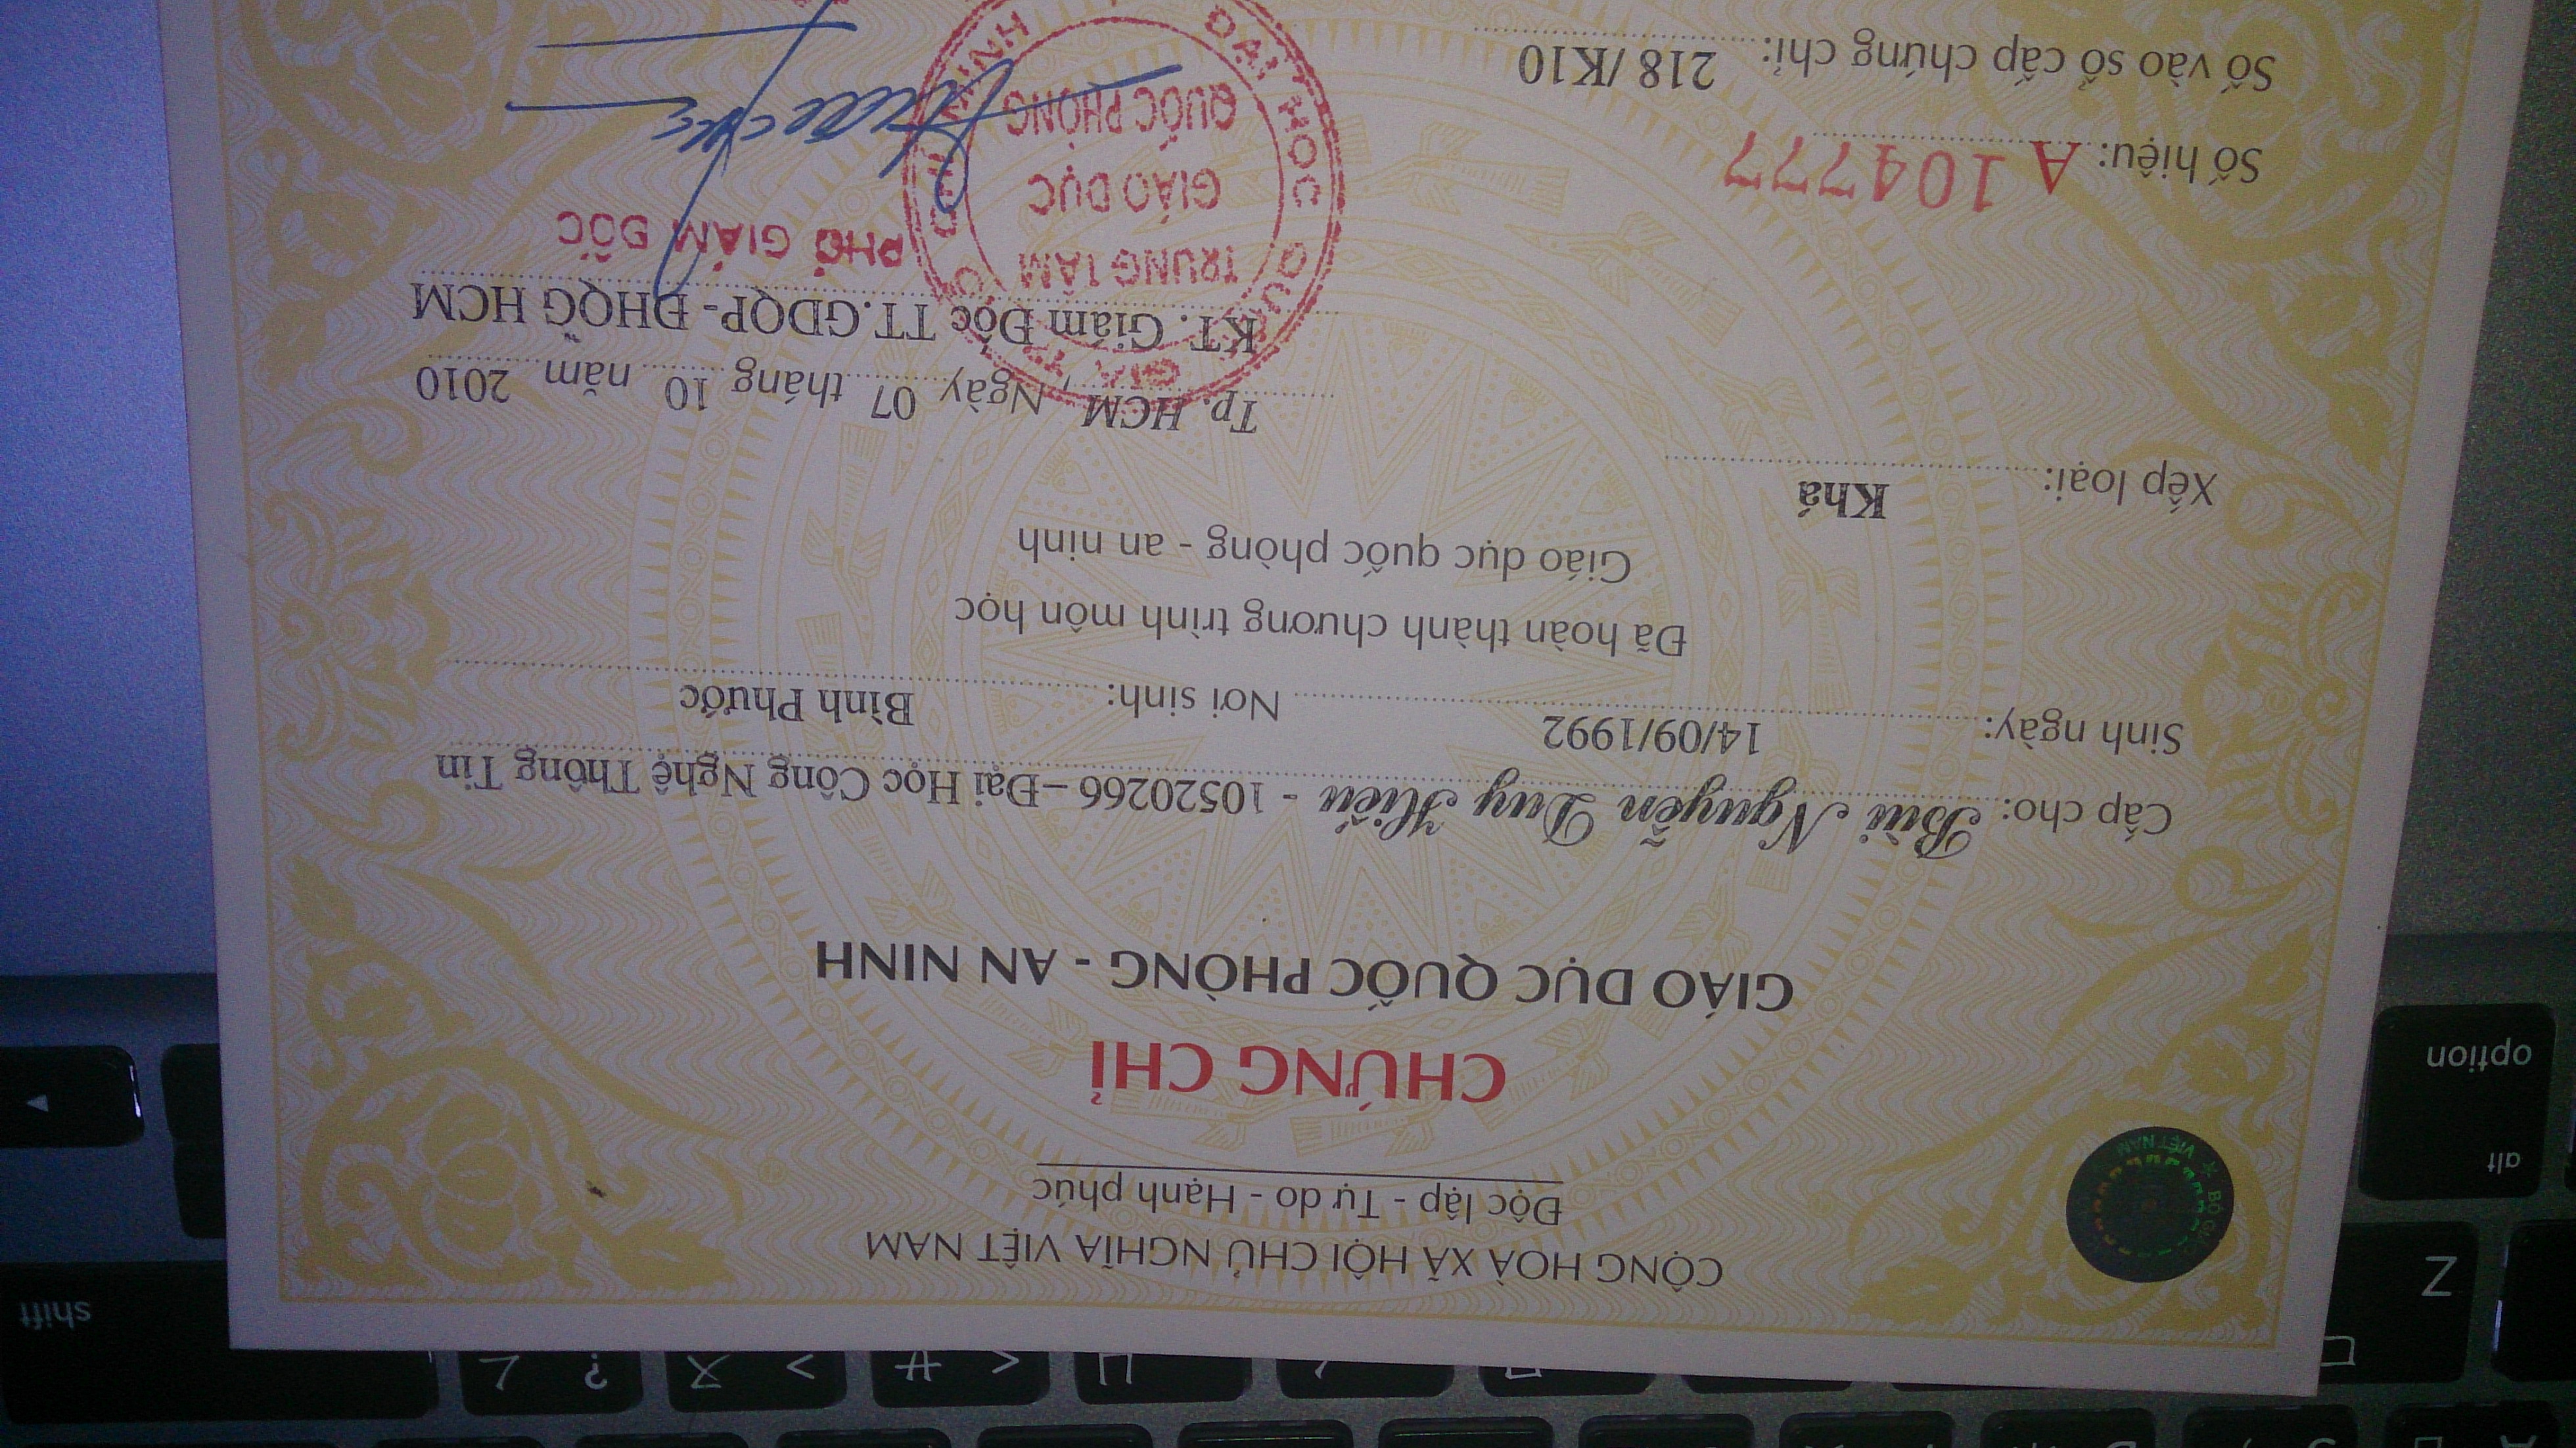 Z
alt
option
< ㅛ
> ㅈ
? ㄥ
shift
VIỆT NAM
CỘNG HOÀ XÃ HỘI CHỦ NGHĨA VIỆT NAM
Độc lập - Tự do - Hạnh phúc
CHỨNG CHỈ
GIÁO DỤC QUỐC PHÒNG - AN NINH
Cấp cho: Bùi Nguyễn Duy Hiếu - 10520266 –Đại Học Công Nghệ Thông Tin
Sinh ngày: 14/09/1992 Nơi sinh: Bình Phước
Đã hoàn thành chương trình môn học
Giáo dục quốc phòng - an ninh
Xếp loại: Khá
Tp. HCM , Ngày 07 tháng 10 năm 2010
KT. Giám Đốc TT.GDQP- ĐHQG HCM
PHÓ GIÁM ĐỐC
TRUNG TÂM
GIÁO DỤC
QUỐC PHÒNG
Số hiệu: A 104777
Số vào sổ cấp chứng chỉ: 218 /K10